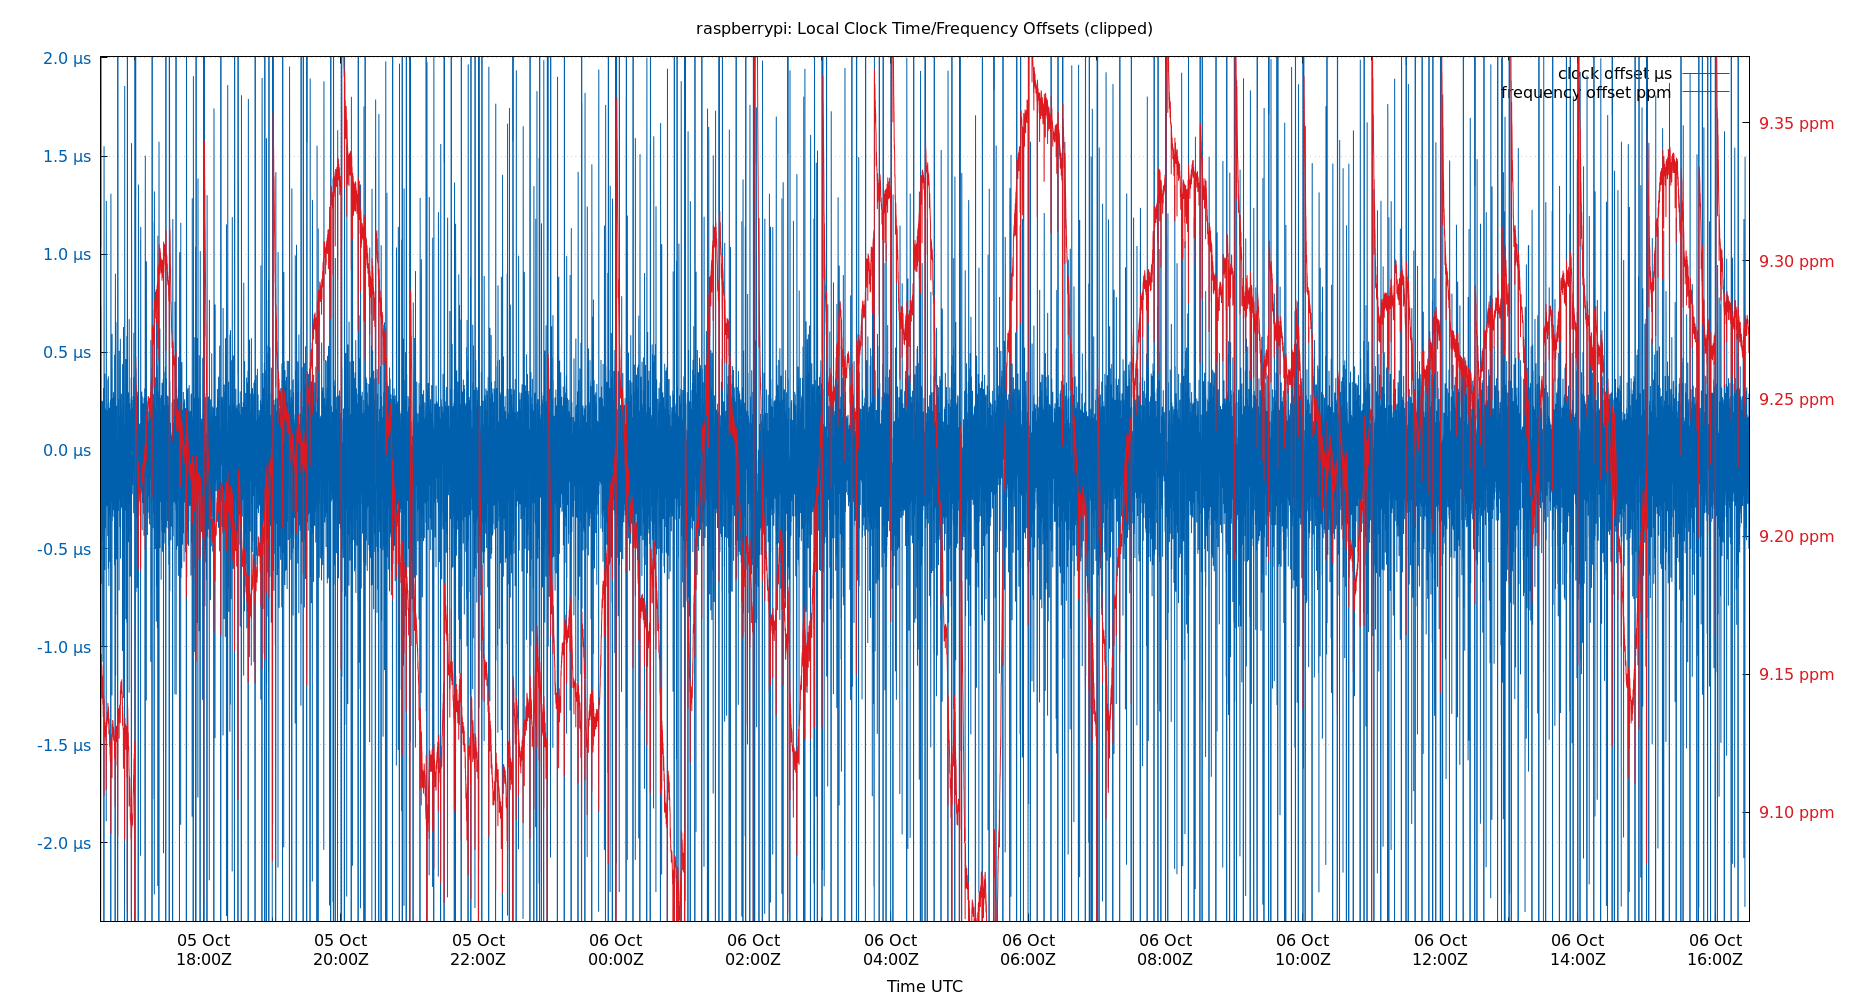 raspberrypi: Local Clock Time/Frequency Offsets (clipped)
2.0 µs
1.5 µs
1.0 µs
0.5 µs
0.0 µs
-0.5 µs
-1.0 µs
-1.5 µs
-2.0 µs
clock offset µs
frequency offset ppm
9.35 ppm
9.30 ppm
9.25 ppm
9.20 ppm
9.15 ppm
9.10 ppm
05 Oct 05 Oct 05 Oct 06 Oct 06 Oct 06 Oct 06 Oct 06 Oct 06 Oct 06 Oct 06 Oct 06 Oct
18:00Z 20:00Z 22:00Z 00:00Z 02:00Z 04:00Z 06:00Z 08:00Z 10:00Z 12:00Z 14:00Z 16:00Z
Time UTC